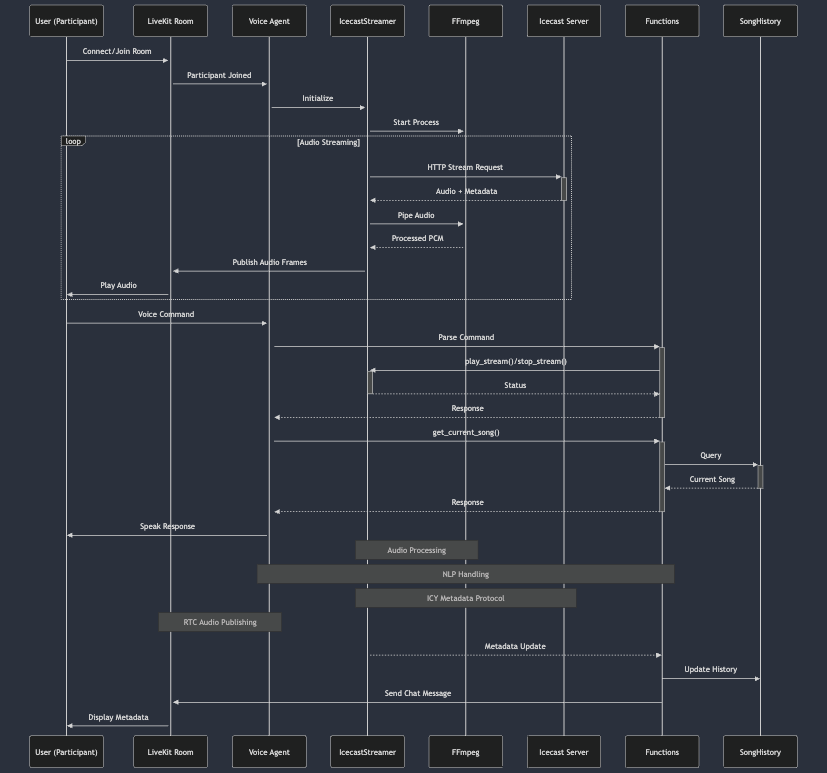 User (Participant)
LiveKit Room
Voice Agent
IcecastStreamer
FFmpeg
Icecast Server
Functions
SongHistory
Connect/Join Room
Participant Joined
Initialize
Start Process
loop
[Audio Streaming]
HTTP Stream Request
Audio + Metadata
Pipe Audio
Processed PCM
Publish Audio Frames
Play Audio
Voice Command
Parse Command
play_stream()/stop_stream()
Status
Response
get_current_song()
Query
Current Song
Response
Speak Response
Audio Processing
NLP Handling
ICY Metadata Protocol
RTC Audio Publishing
Metadata Update
Update History
Send Chat Message
Display Metadata
User (Participant)
LiveKit Room
Voice Agent
IcecastStreamer
FFmpeg
Icecast Server
Functions
SongHistory